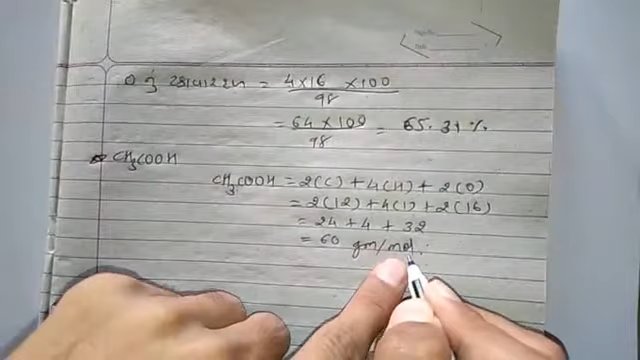 O નું = 4×16 ×100
98
= 64 × 100 = 65.31 %
98
CH₃COOH
CH₃COOH = 2(C) + 4(H) + 2(O)
= 2(12) + 4(1) + 2(16)
= 24 + 4 + 32
= 60 gm/mol.